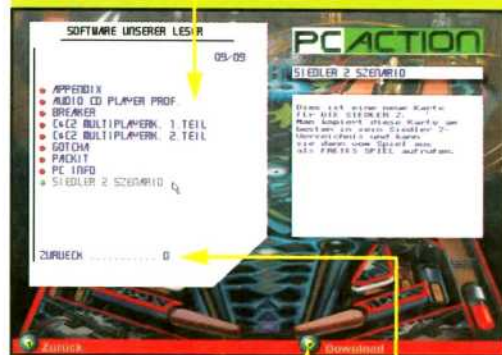 SOFTWARE UNSERER LESER
09/09
APPENDIX
AUDIO CD PLAYER PROF.
BREAKER
C&C2 MULTIPLAYERK. 1.TEIL
C&C2 MULTIPLAYERK. 2.TEIL
GOTCHA
PACKIT
PC INFO
SIEDLER 2 SZENARIO
ZURUECK ........... 0
PC ACTION
SIEDLER 2 SZENARIO
Dies ist eine neue Karte
für DIE SIEDLER 2.
Man kopiert diese Karte am
besten in sein Siedler 2-
Verzeichnis und kann
sie dann vom Spiel aus
als FREIES SPIEL aufrufen.
Zurück
Download